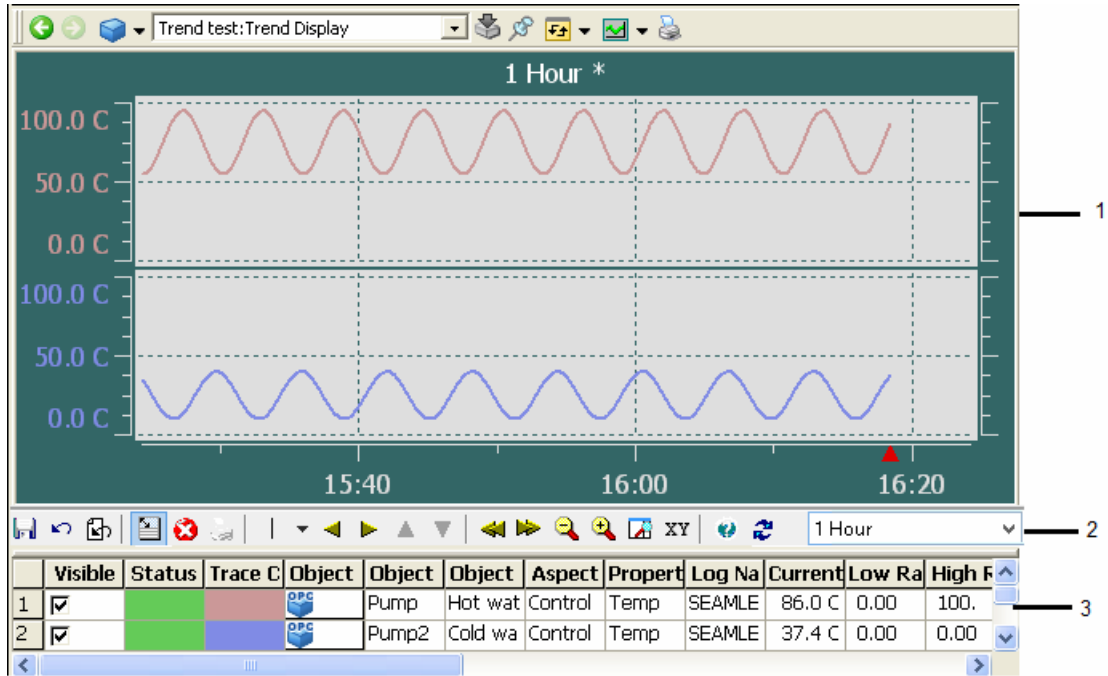 Trend test:Trend Display
1 Hour *
100.0 C
50.0 C
0.0 C
1
100.0 C
50.0 C
0.0 C
15:40 16:00 16:20
XY 1 Hour 2
Visible Status Trace C Object Object Object Aspect Propert Log Na Current Low Ra High R
1 OPC Pump Hot wat Control Temp SEAMLE 86.0 C 0.00 100. 3
2 OPC Pump2 Cold wa Control Temp SEAMLE 37.4 C 0.00 0.00